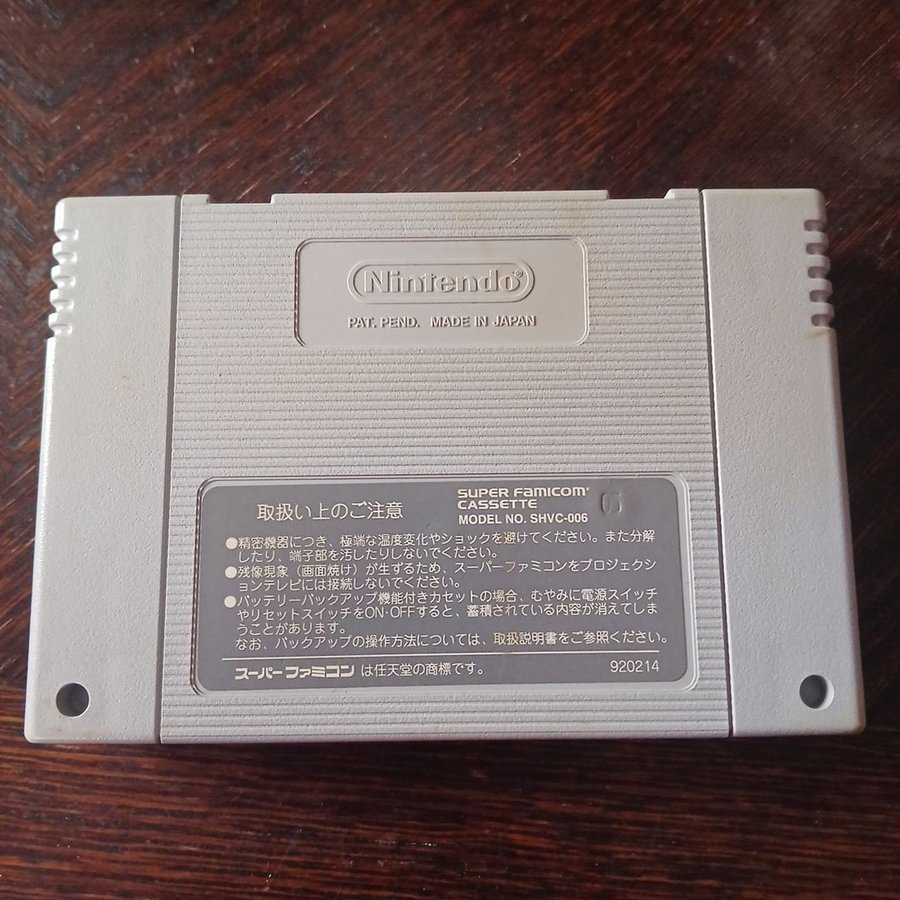 Nintendo®
PAT. PEND. MADE IN JAPAN
取扱い上のご注意
SUPER FAMICOM®
CASSETTE
MODEL NO. SHVC-006
●精密機器につき、極端な温度変化やショックを避けてください。また分解
したり、端子部を汚したりしないでください。
●残像現象（画面焼け）が生ずるため、スーパーファミコンをプロジェクショ
ンテレビには接続しないでください。
●バッテリーバックアップ機能付きカセットの場合、むやみに電源スイッチ
やリセットスイッチをON・OFFすると、蓄積されている内容が消えてしま
うことがあります。
なお、バックアップの操作方法については、取扱説明書をご参照ください。
スーパーファミコン は任天堂の商標です。
920214